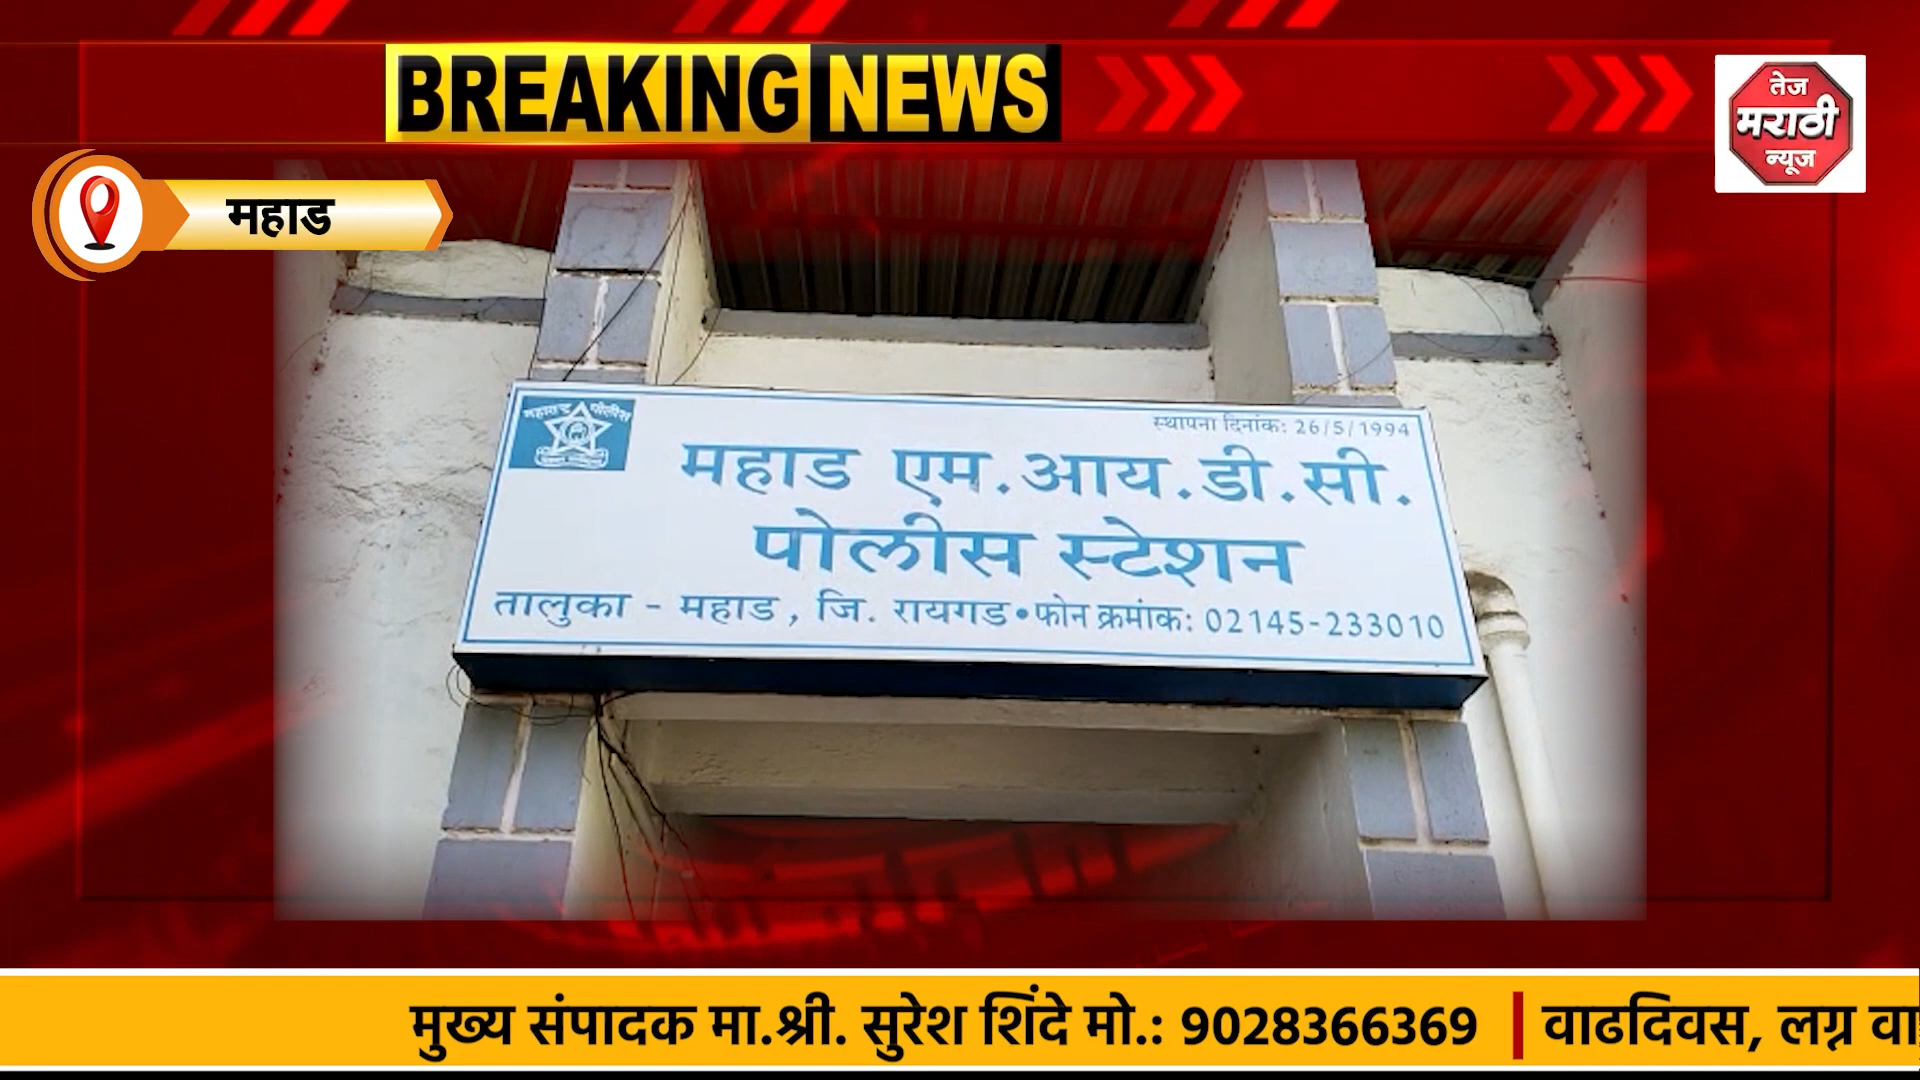 BREAKING NEWS
तेज
मराठी
न्यूज
महाड
महाराष्ट्र पोलीस
स्थापना दिनांक: 26/5/1994
महाड एम.आय.डी.सी.
पोलीस स्टेशन
तालुका - महाड, जि. रायगड•फोन क्रमांक: 02145-233010
मुख्य संपादक मा.श्री. सुरेश शिंदे मो.: 9028366369 | वाढदिवस, लग्न वा